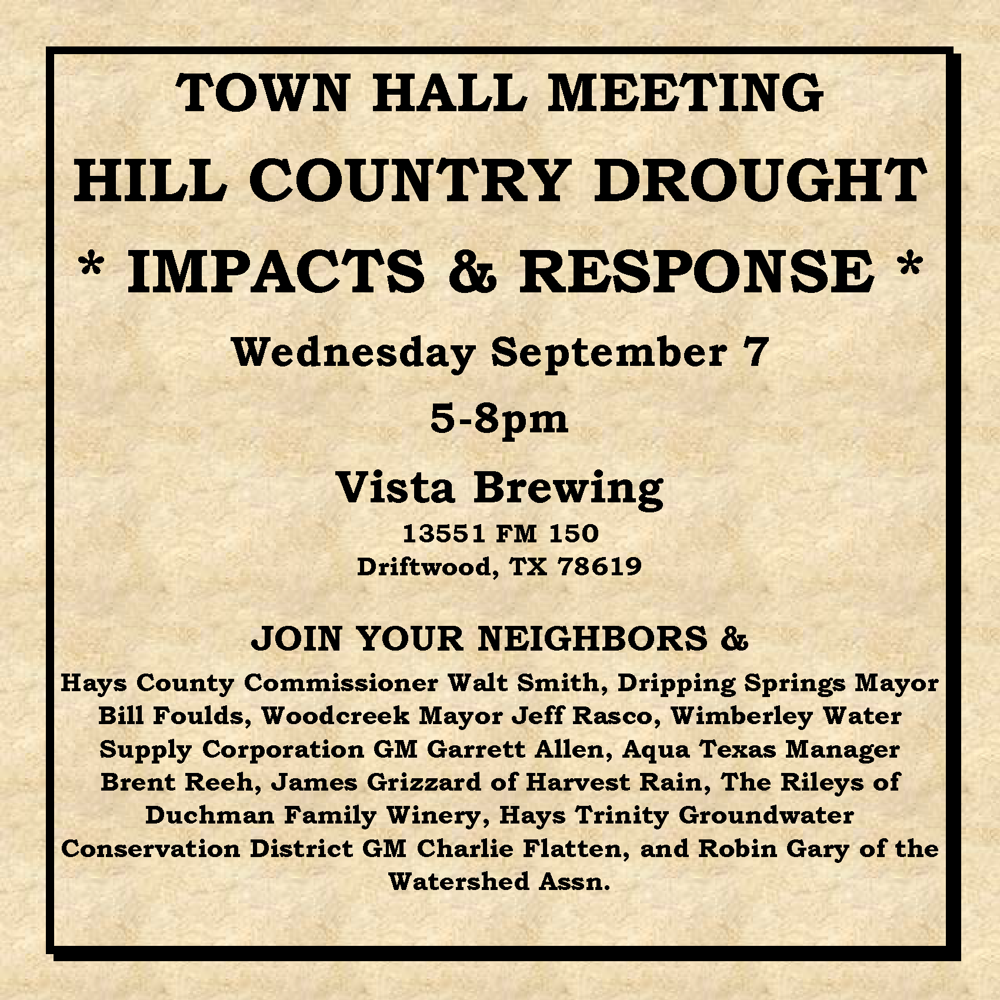 TOWN HALL MEETING
HILL COUNTRY DROUGHT
* IMPACTS & RESPONSE *
Wednesday September 7
5-8pm
Vista Brewing
13551 FM 150
Driftwood, TX 78619
JOIN YOUR NEIGHBORS &
Hays County Commissioner Walt Smith, Dripping Springs Mayor
Bill Foulds, Woodcreek Mayor Jeff Rasco, Wimberley Water
Supply Corporation GM Garrett Allen, Aqua Texas Manager
Brent Reeh, James Grizzard of Harvest Rain, The Rileys of
Duchman Family Winery, Hays Trinity Groundwater
Conservation District GM Charlie Flatten, and Robin Gary of the
Watershed Assn.